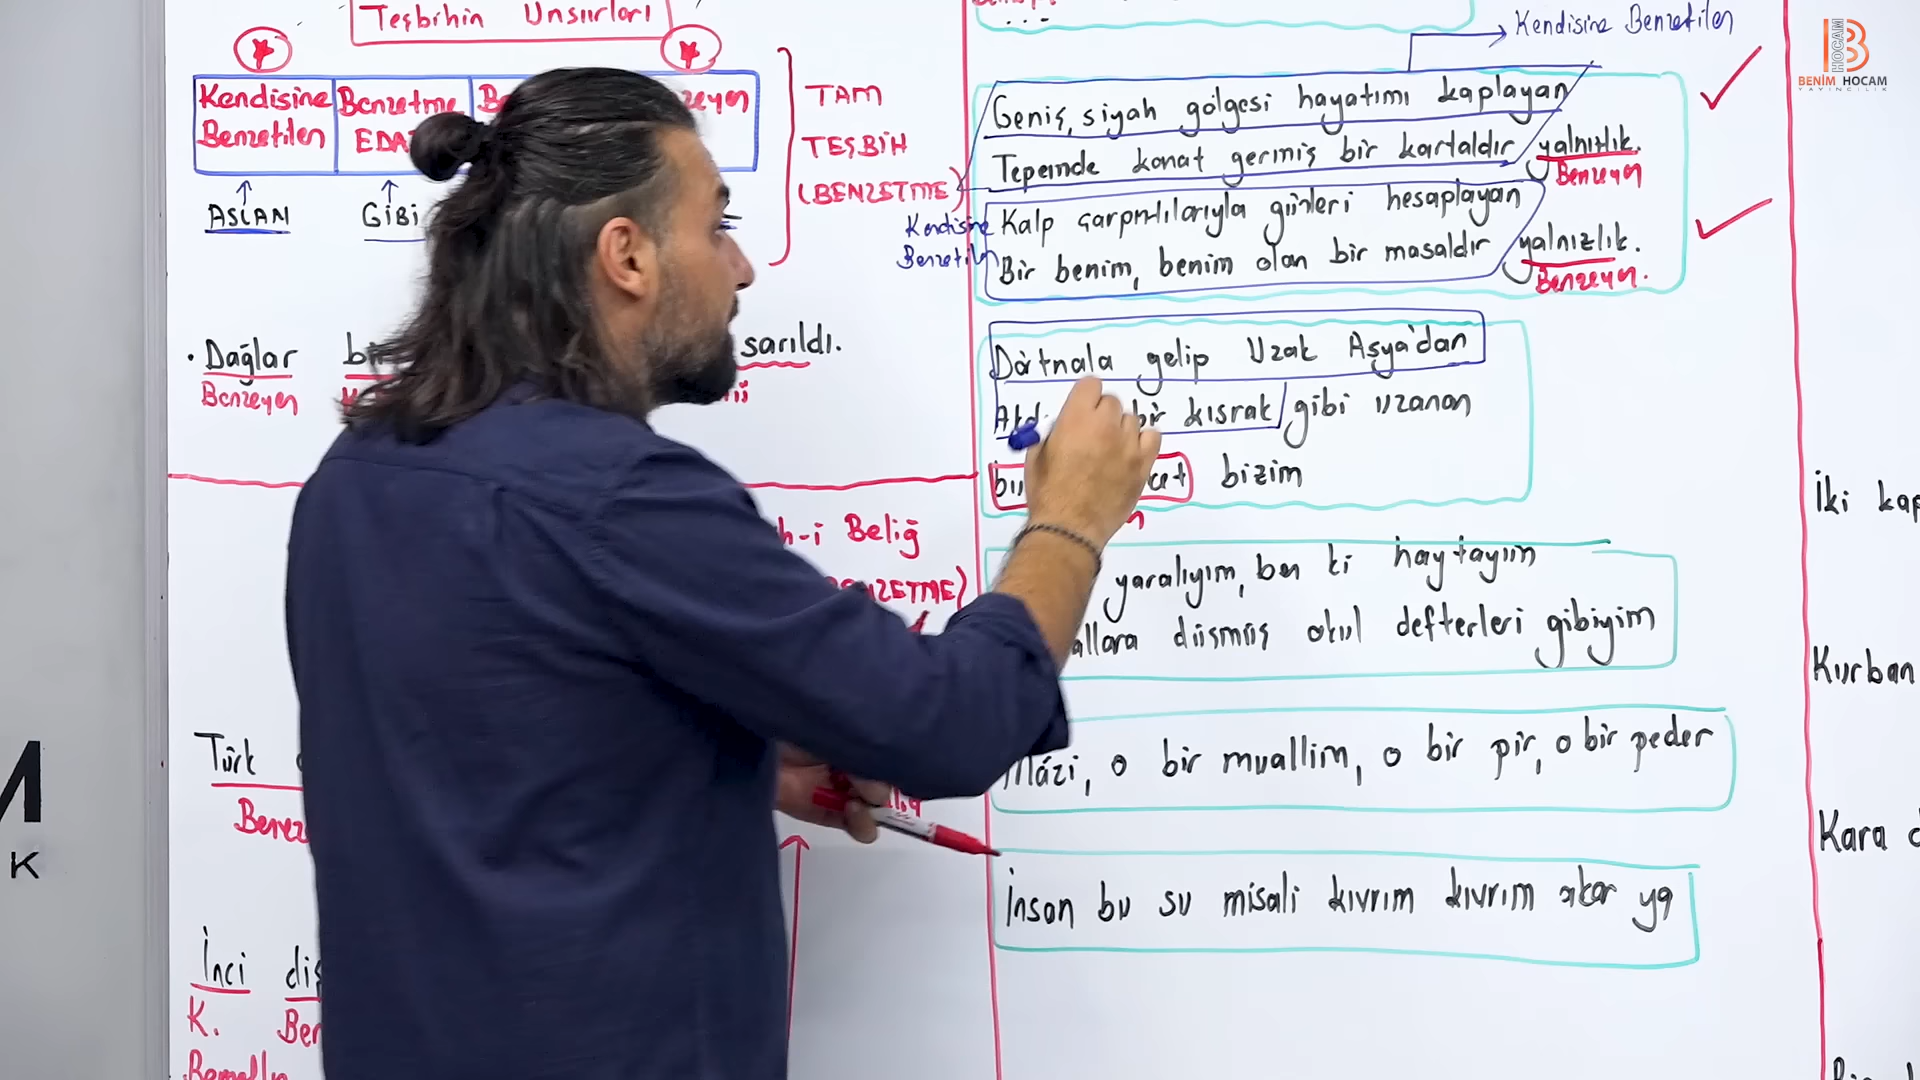 Teşbihin Unsurları
Kendisine Benzetilen
Benzetme
ASLAN
GİBİ
TAM
TEŞBİH
(BENZETME)
• Dağlar sarıldı.
Benzeyen
h-i Beliğ
Türk
İnci diş
K.
Kendisine Benzetilen
Geniş, siyah gölgesi hayatımı kaplayan
Tepemde kanat germiş bir kartaldır yalnızlık.
Benzeyen
Kalp çarpıntılarıyla günleri hesaplayan
Bir benim, benim olan bir masaldır yalnızlık.
Benzeyen.
Kendisine
Benzetilen
Dörtnala gelip Uzak Asya'dan
bir kısrak gibi uzanan
bizim
yaralıyım, ben ki haytayım
düşmüş okul defterleri gibiyim
Mázi, o bir muallim, o bir pir, o bir peder
İnsan bu su misali kıvrım kıvrım akar ya
İki
Kurban
Kara
BENİM HOCAM
YAYINCILIK